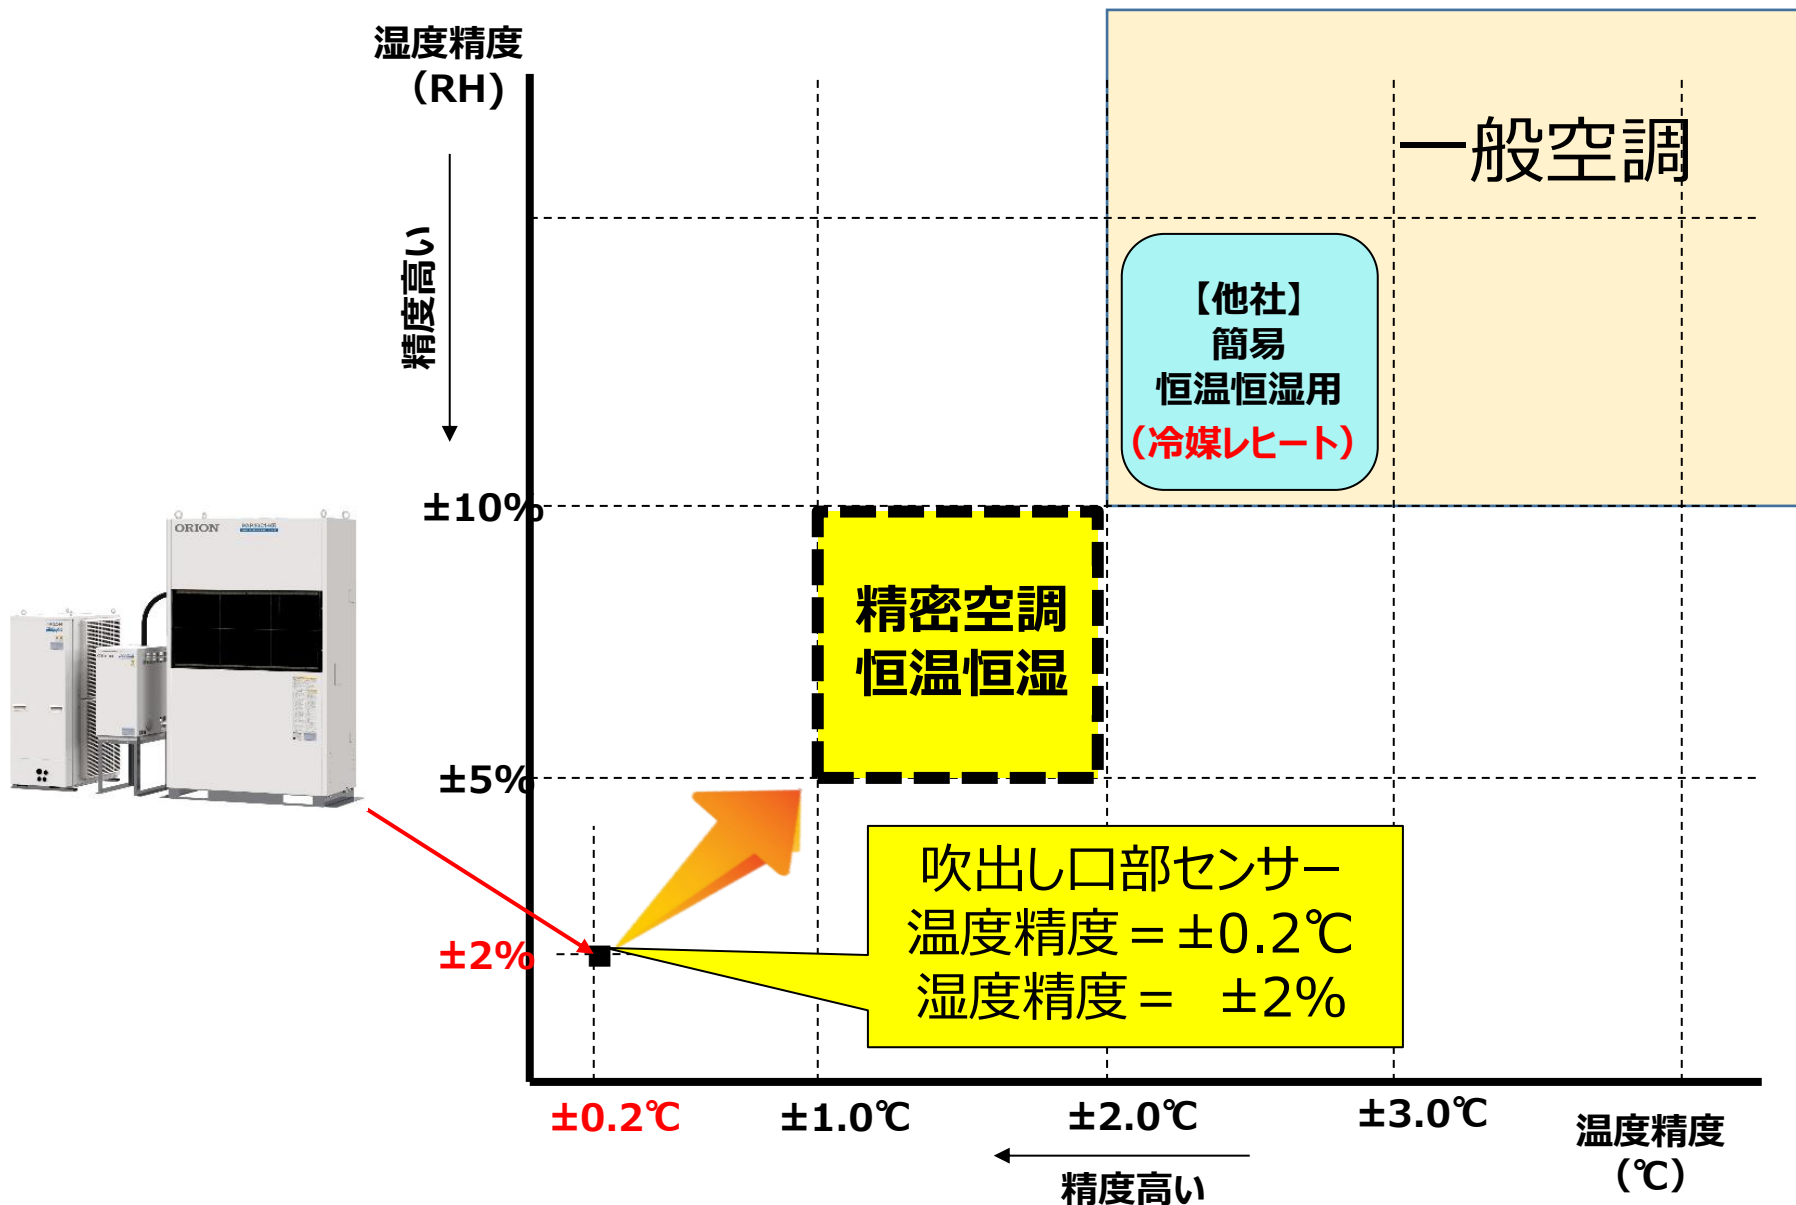 湿度精度
（RH）
精度高い
一般空調
【他社】
簡易
恒温恒湿用
（冷媒レヒート）
±10%
ORION
精密空調
恒温恒湿
±5%
吹出し口部センサー
温度精度＝±0.2℃
湿度精度＝　±2%
±2%
±0.2℃
±1.0℃
±2.0℃
±3.0℃
温度精度
（℃）
精度高い